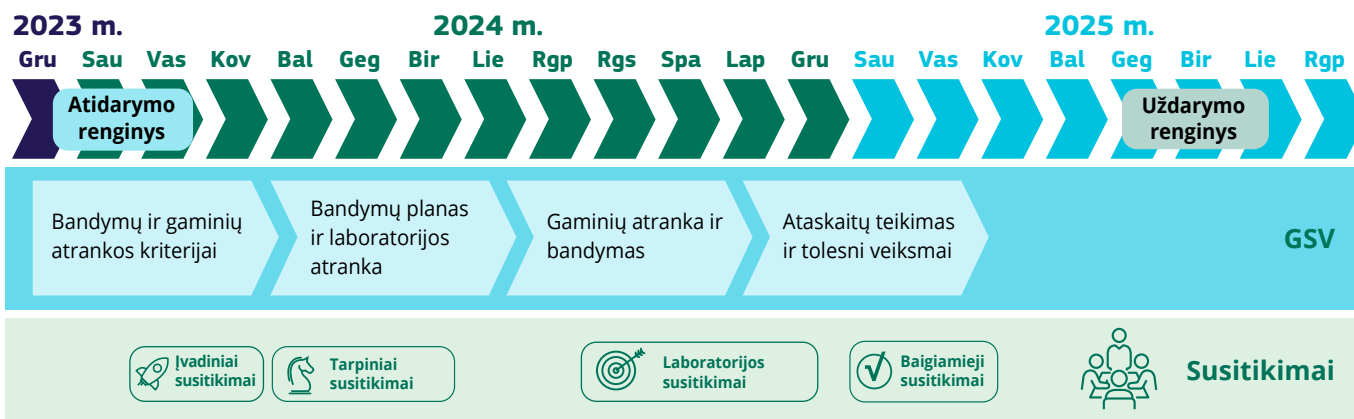 2023 m.
2024 m.
2025 m.
Gru Sau Vas Kov Bal Geg Bir Lie Rgp Rgs Spa Lap Gru Sau Vas Kov Bal Geg Bir Lie Rgp
Atidarymo
renginys
Uždarymo
renginys
Bandymų ir gaminių
atrankos kriterijai
Bandymų planas
ir laboratorijos
atranka
Gaminių atranka ir
bandymas
Ataskaitų teikimas
ir tolesni veiksmai
GSV
Įvadiniai
susitikimai
Tarpiniai
susitikimai
Laboratorijos
susitikimai
Baigiamieji
susitikimai
Susitikimai